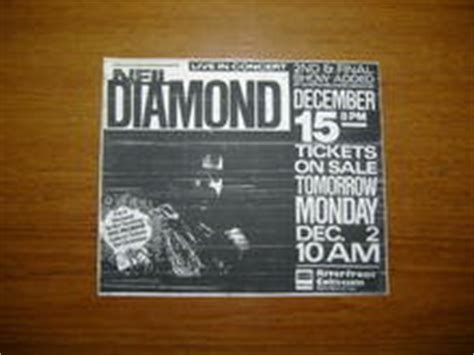 LIVE IN CONCERT
NEIL
DIAMOND
2ND & FINAL
SHOW ADDED
DECEMBER
15 8 PM
TICKETS
ON SALE
TOMORROW
MONDAY
DEC. 2
10 AM
Riverfront
Coliseum